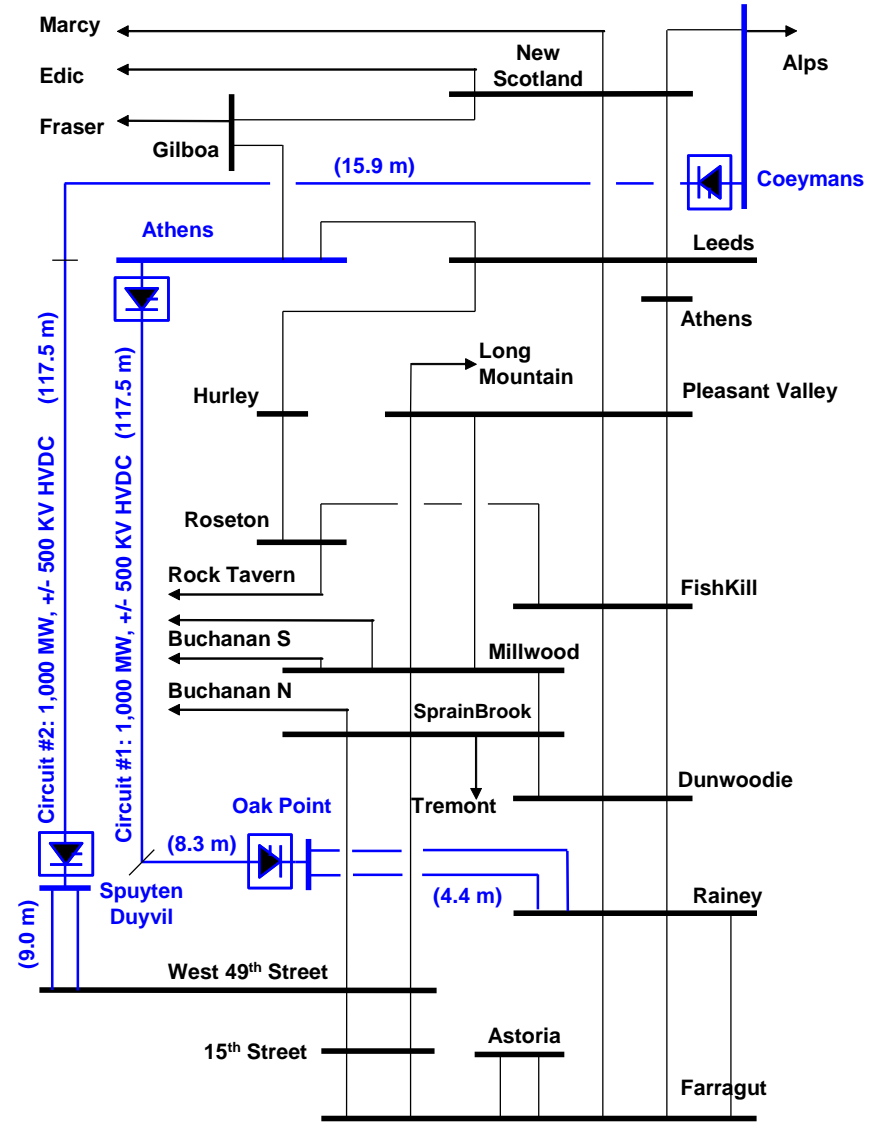 Marcy
New
Scotland
Alps
Edic
Fraser
Gilboa
(15.9 m)
Coeymans
Athens
Leeds
Athens
Long
Mountain
Pleasant Valley
Hurley
Circuit #2: 1,000 MW, +/- 500 KV HVDC (117.5 m)
Circuit #1: 1,000 MW, +/- 500 KV HVDC (117.5 m)
Roseton
Rock Tavern
FishKill
Buchanan S
Millwood
Buchanan N
SprainBrook
Dunwoodie
Tremont
Oak Point
(8.3 m)
Spuyten
Duyvil
(4.4 m)
Rainey
(9.0 m)
West 49th Street
Astoria
15th Street
Farragut